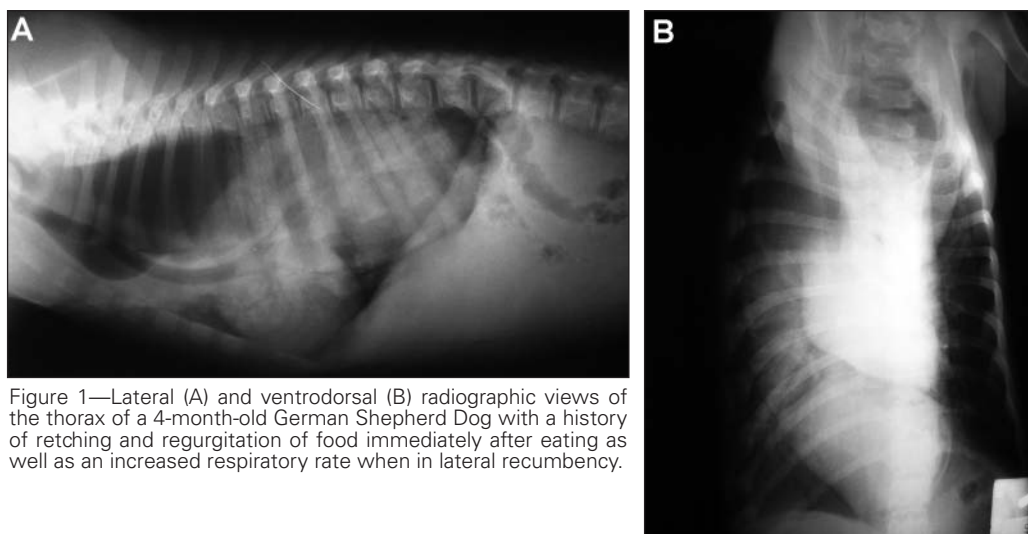 A
B
Figure 1—Lateral (A) and ventrodorsal (B) radiographic views of
the thorax of a 4-month-old German Shepherd Dog with a history
of retching and regurgitation of food immediately after eating as
well as an increased respiratory rate when in lateral recumbency.